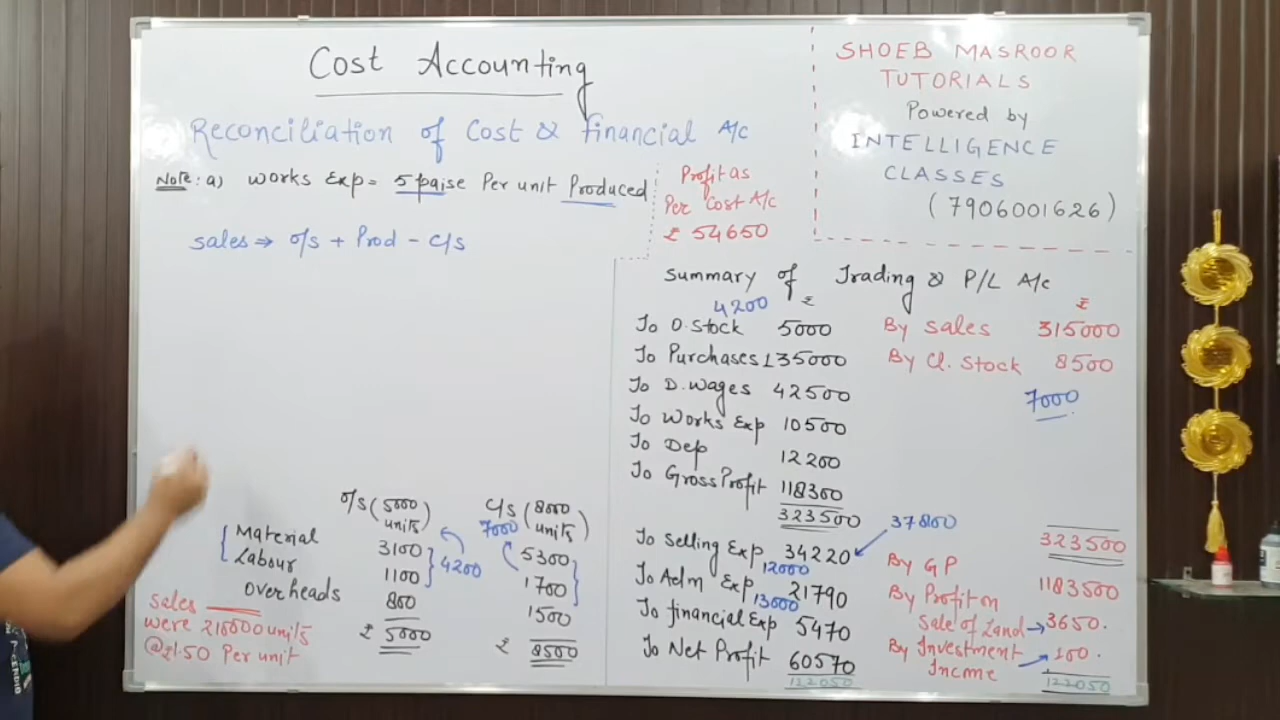 Cost Accounting
Reconciliation of Cost & Financial A/c
Note: a) Works Exp = 5 paise Per unit Produced
Sales ⇒ O/s + Prod - C/s
SHOEB MASROOR
TUTORIALS
Powered by
INTELLIGENCE
CLASSES
(7906001626)
Profit as
Per Cost A/c
₹ 54650
Summary of Trading & P/L A/c
4200 ₹ ₹
To O.Stock 5000 By Sales 315000
To Purchases 135000 By Cl. Stock 8500
To D.Wages 42500 7000
To Works Exp 10500
To Dep 12200
To Gross Profit 118300
323500 323500
37800
To Selling Exp 34220 By GP 1183500
12000
To Adm Exp 21790 By Profit on
13000 Sale of Land → 3650.
To financial Exp 5470 By Investment
To Net Profit 60570 Income 100.
122050 122050
O/s (5000 units) C/s (8000 units)
7000
Material 3100 5300
Labour 1100 4200 1700
Overheads 800 1500
₹ 5000 ₹ 8500
Sales
were 210000 units
@ ₹1.50 Per unit